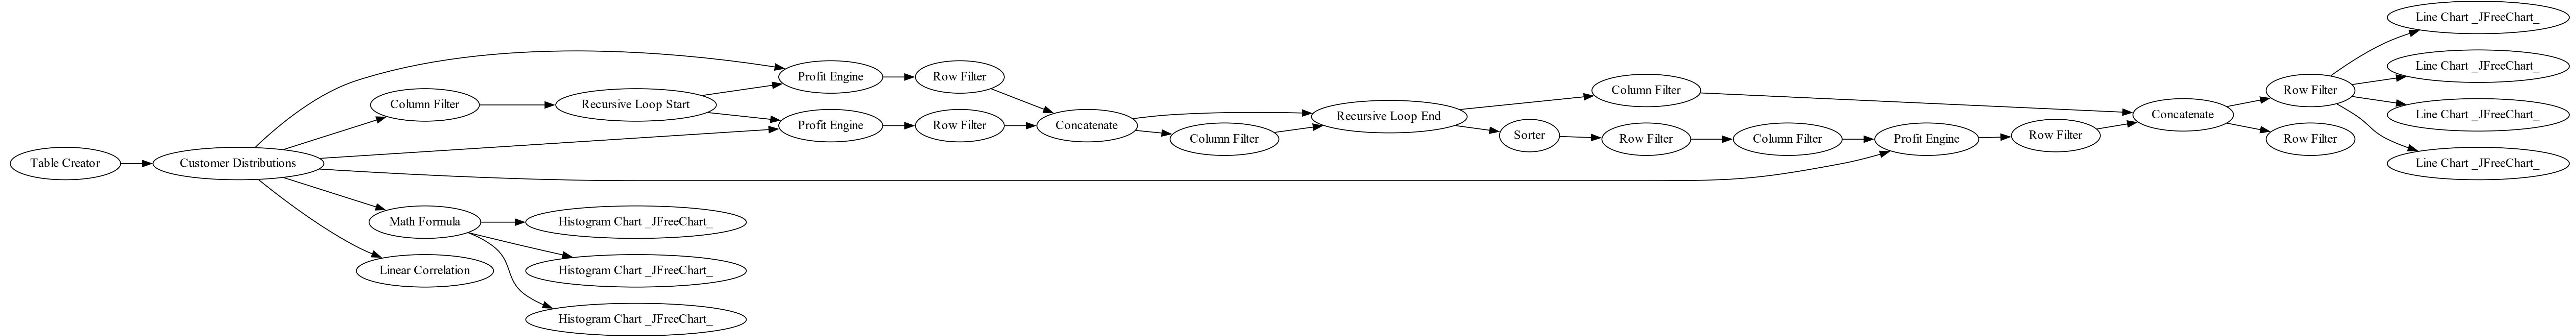 Line Chart _JFreeChart_
Line Chart _JFreeChart_
Profit Engine
Row Filter
Column Filter
Row Filter
Column Filter
Recursive Loop Start
Recursive Loop End
Line Chart _JFreeChart_
Concatenate
Profit Engine
Row Filter
Concatenate
Column Filter
Sorter
Row Filter
Column Filter
Profit Engine
Row Filter
Row Filter
Table Creator
Customer Distributions
Line Chart _JFreeChart_
Math Formula
Histogram Chart _JFreeChart_
Linear Correlation
Histogram Chart _JFreeChart_
Histogram Chart _JFreeChart_